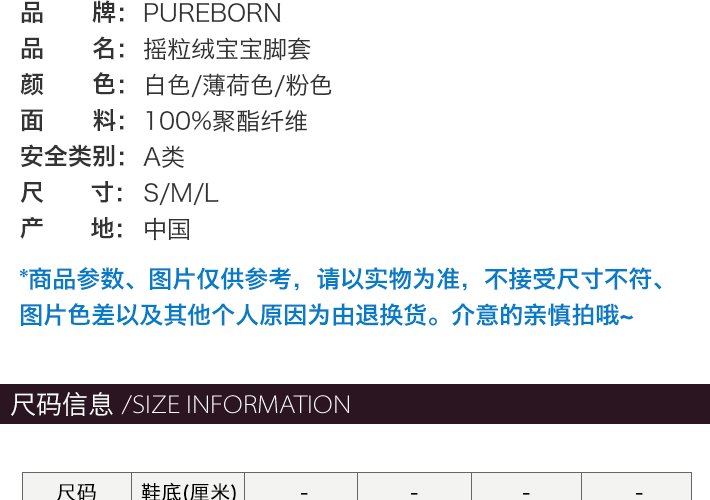 品 牌： PUREBORN
品 名： 摇粒绒宝宝脚套
颜 色： 白色/薄荷色/粉色
面 料： 100%聚酯纤维
安全类别： A类
尺 寸： S/M/L
产 地： 中国
*商品参数、图片仅供参考，请以实物为准，不接受尺寸不符、
图片色差以及其他个人原因为由退换货。介意的亲慎拍哦~
尺码信息 /SIZE INFORMATION
尺码 鞋底(厘米) - - - -